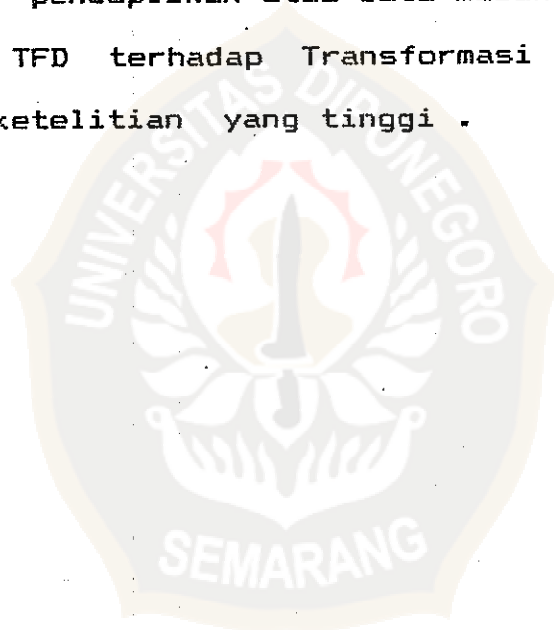 TFD terhadap Transformasi
ketelitian yang tinggi .
UNIVERSITAS DIPONEGORO
SEMARANG